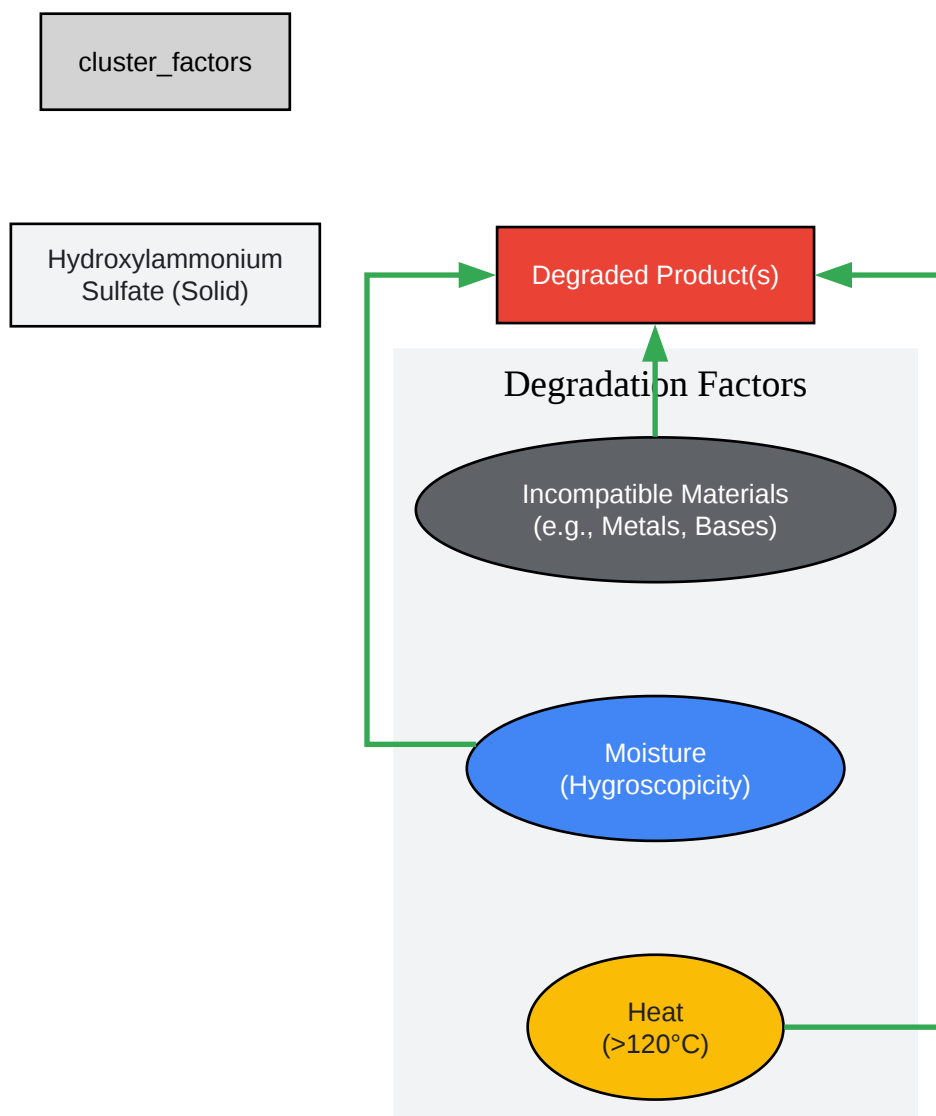 cluster_factors
Hydroxylammonium
Sulfate (Solid)
Degraded Product(s)
Degradation Factors
Incompatible Materials
(e.g., Metals, Bases)
Moisture
(Hygroscopicity)
Heat
(>120°C)